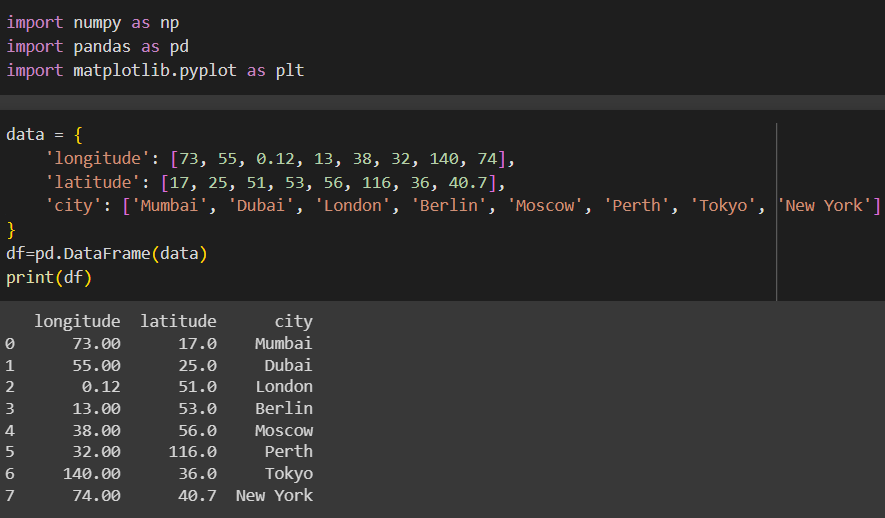 import numpy as np
import pandas as pd
import matplotlib.pyplot as plt
data = {
    'longitude': [73, 55, 0.12, 13, 38, 32, 140, 74],
    'latitude': [17, 25, 51, 53, 56, 116, 36, 40.7],
    'city': ['Mumbai', 'Dubai', 'London', 'Berlin', 'Moscow', 'Perth', 'Tokyo', 'New York']
}
df=pd.DataFrame(data)
print(df)
   longitude  latitude      city
0      73.00      17.0    Mumbai
1      55.00      25.0     Dubai
2       0.12      51.0    London
3      13.00      53.0    Berlin
4      38.00      56.0    Moscow
5      32.00     116.0     Perth
6     140.00      36.0     Tokyo
7      74.00      40.7  New York